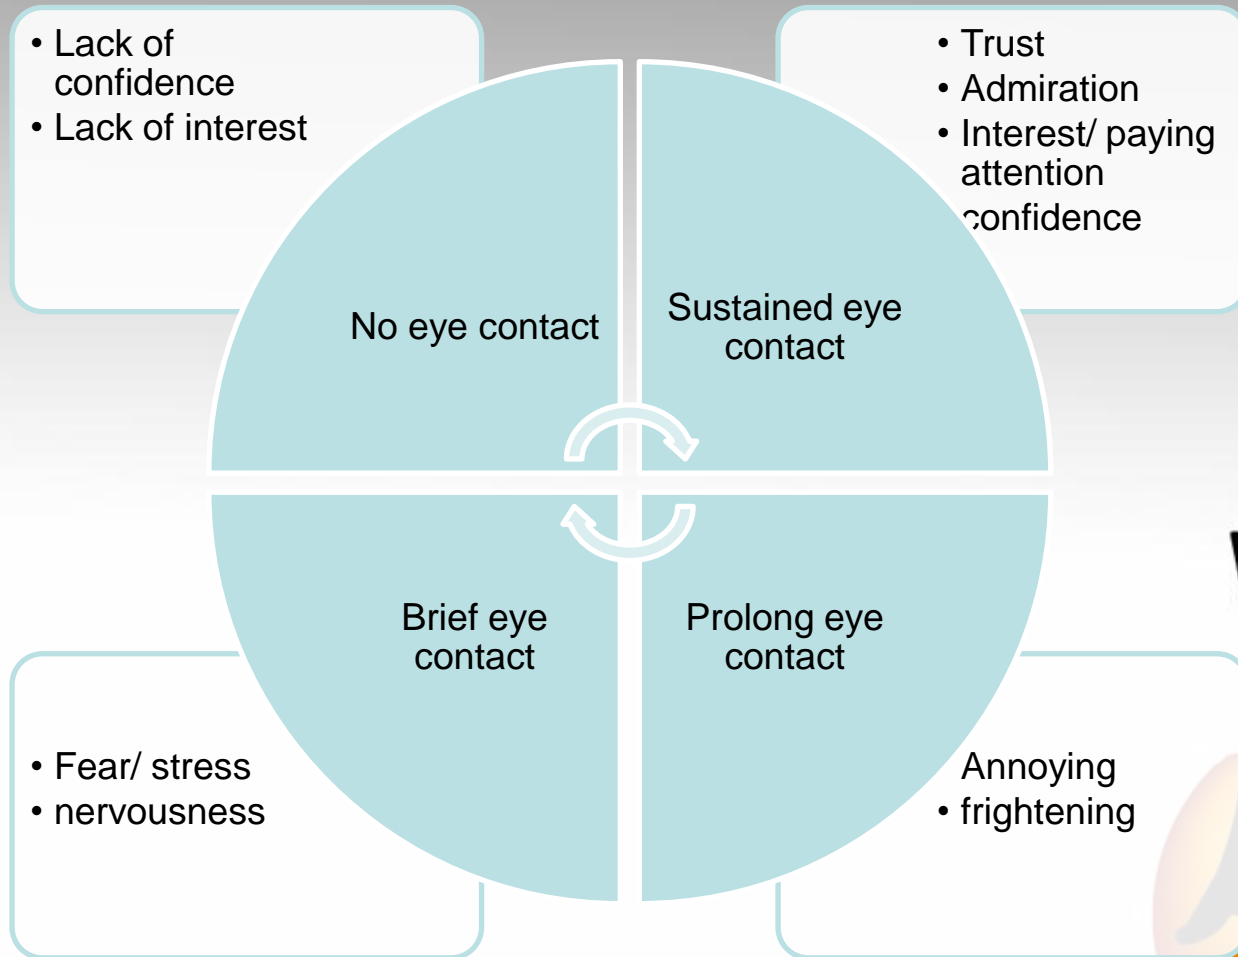 • Lack of
confidence
• Lack of interest
• Trust
• Admiration
• Interest/ paying
attention
confidence
No eye contact
Sustained eye
contact
Brief eye
contact
Prolong eye
contact
• Fear/ stress
• nervousness
Annoying
• frightening